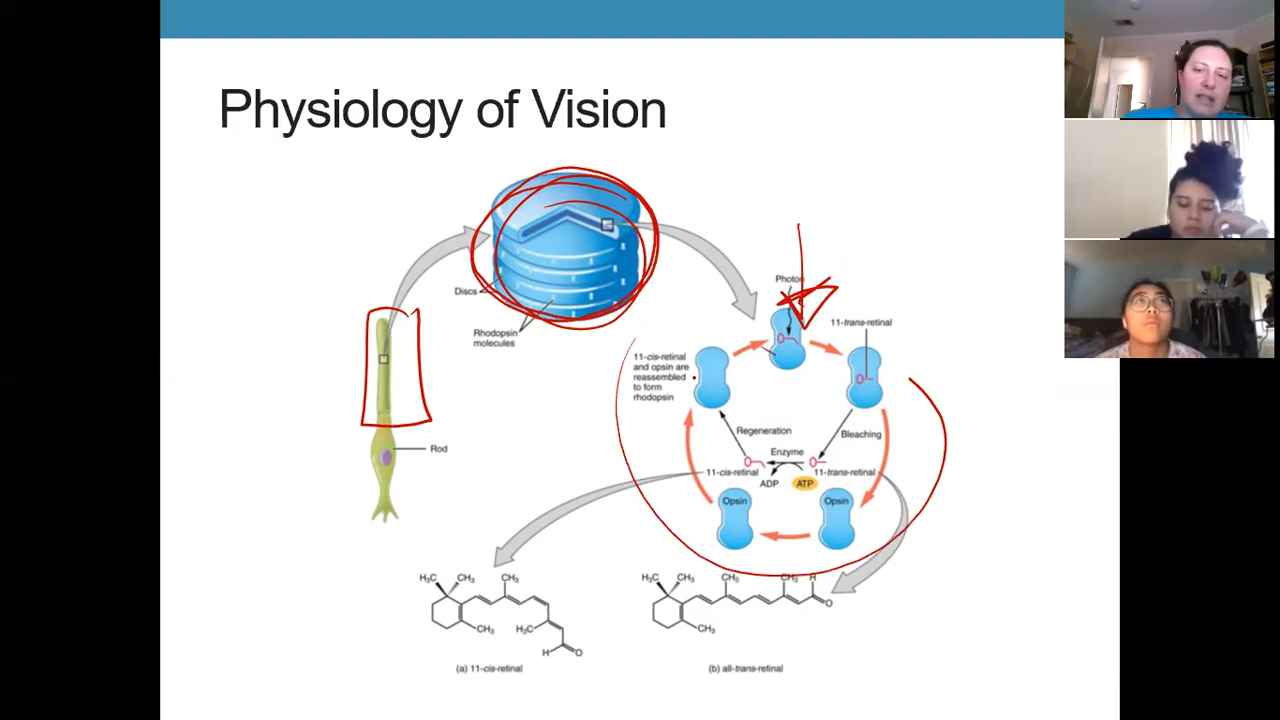 Physiology of Vision
Discs
Rhodopsin
molecules
Rod
Photon
11-trans-retinal
11-cis-retinal
and opsin are
reassembled
to form
rhodopsin
Regeneration
Bleaching
Enzyme
11-cis-retinal
11-trans-retinal
ADP
ATP
Opsin
Opsin
H₃C
CH₃
CH₃
CH₃
H₃C
H
O
(a) 11-cis-retinal
H₃C
CH₃
CH₃
CH₃
H
O
CH₃
(b) all-trans-retinal